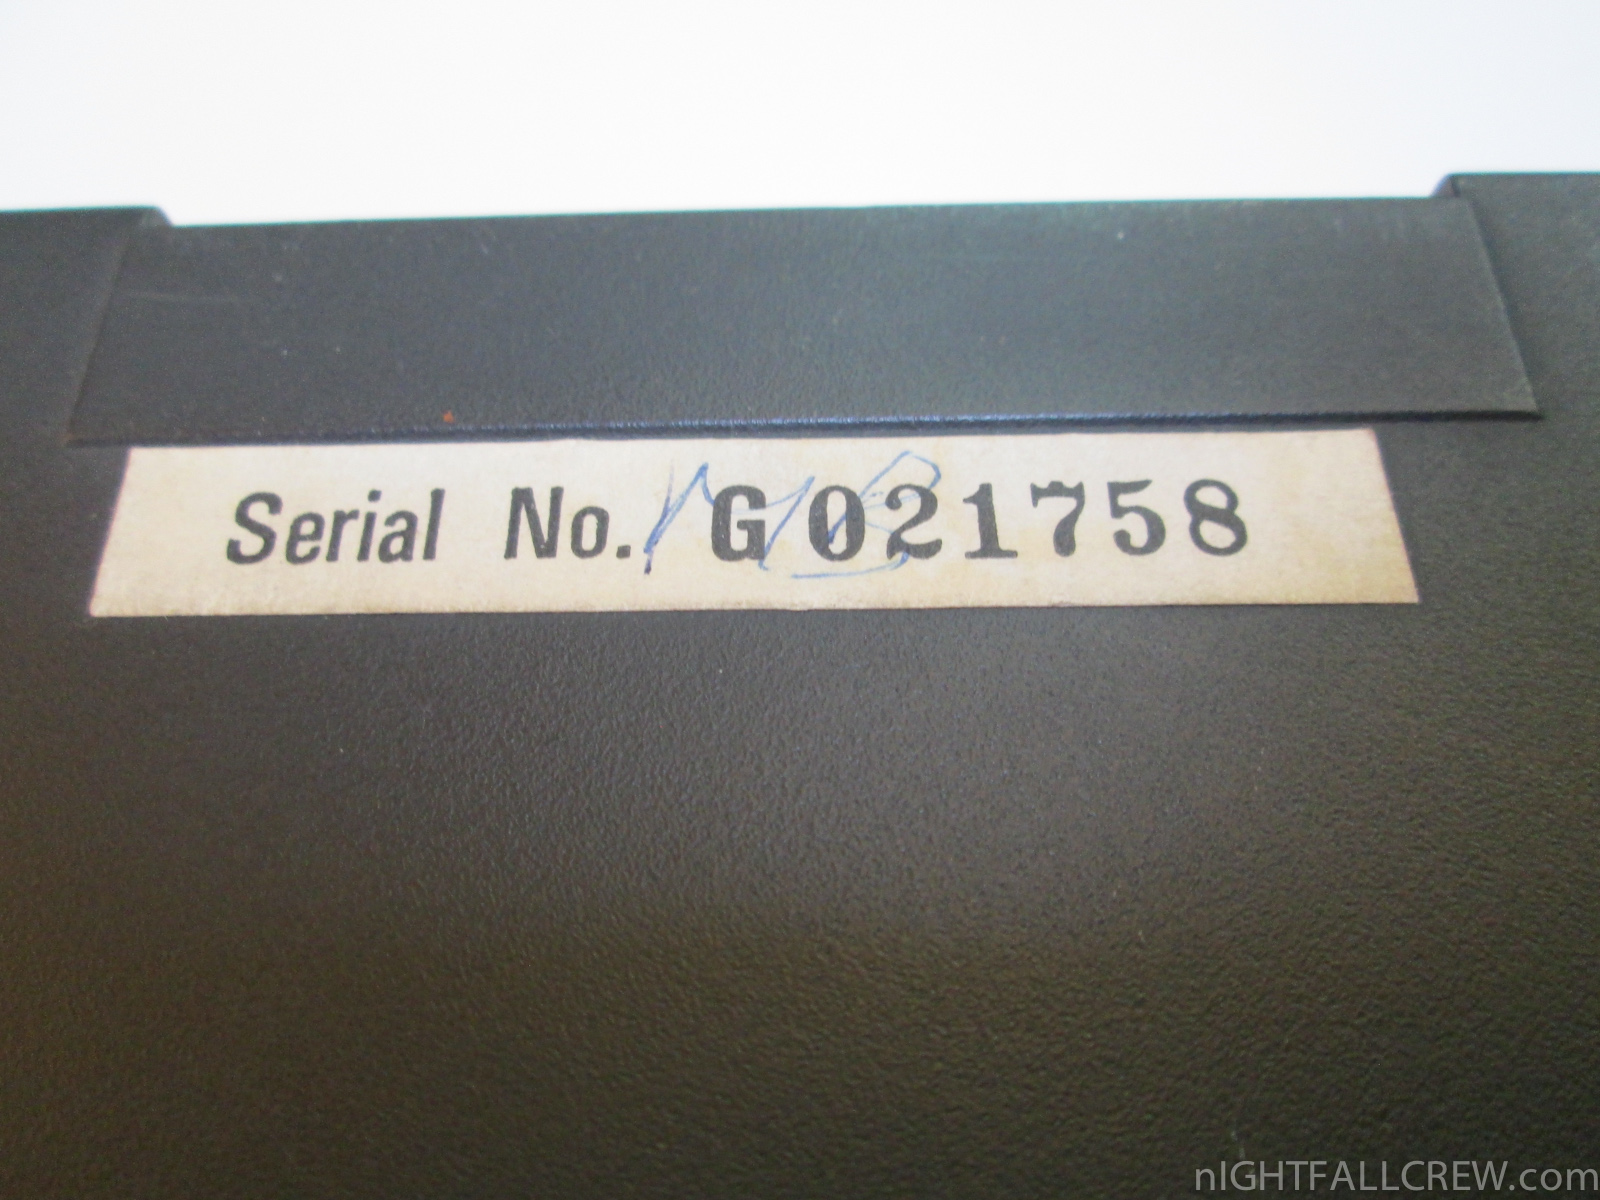 Serial No. G 021758
nIGHTFALLCREW.com